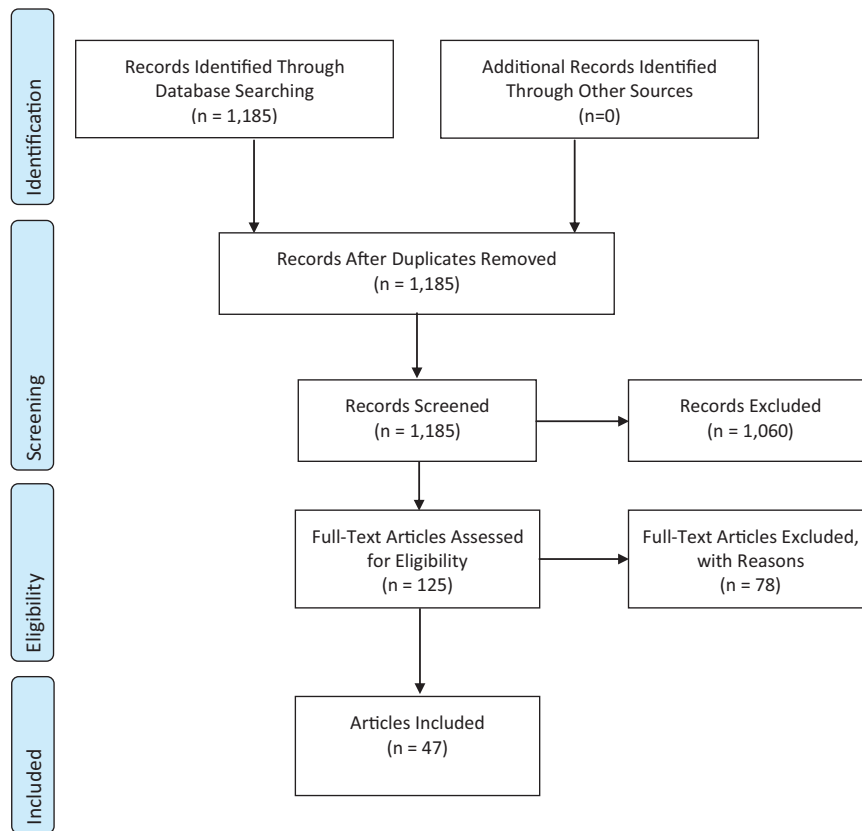 Identification
Records Identified Through
Database Searching
(n = 1,185)
Additional Records Identified
Through Other Sources
(n=0)
Screening
Records After Duplicates Removed
(n = 1,185)
Records Screened
(n = 1,185)
Records Excluded
(n = 1,060)
Eligibility
Full-Text Articles Assessed
for Eligibility
(n = 125)
Full-Text Articles Excluded,
with Reasons
(n = 78)
Included
Articles Included
(n = 47)